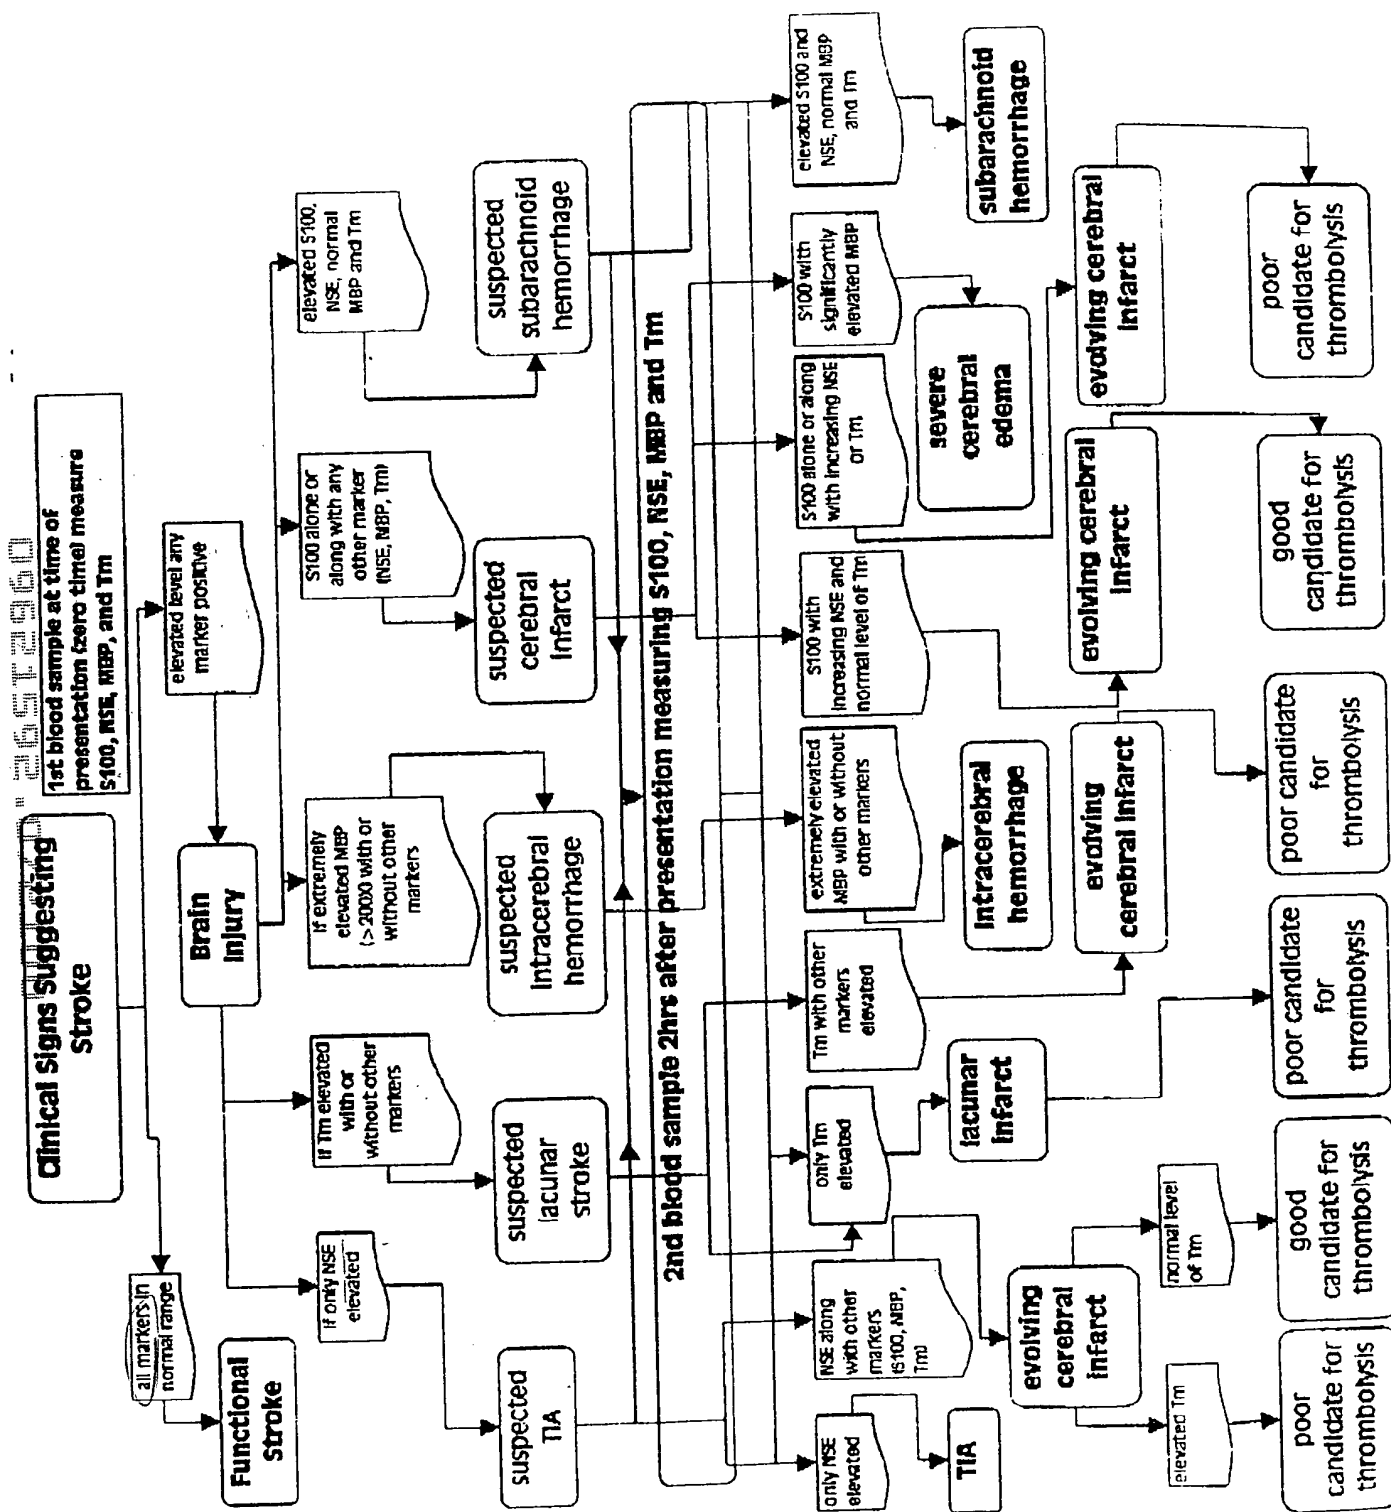 Clinical Signs Suggesting
Stroke
1st blood sample at time of
presentation (zero time) measure
S100, NSE, MBP, and Tm
all markers in
normal range
Functional
Stroke
elevated level any
marker positive
Brain
Injury
if only NSE
elevated
If Tm elevated
with or
without other
markers
If extremely
elevated MBP
(>200X) with or
without other
markers
S100 alone or
along with any
other marker
(NSE, MBP, Tm)
elevated S100,
NSE, normal
MBP and Tm
suspected
TIA
suspected
lacunar
stroke
suspected
Intracerebral
hemorrhage
suspected
cerebral
Infarct
suspected
subarachnoid
hemorrhage
2nd blood sample 2hrs after presentation measuring S100, NSE, MBP and Tm
only NSE
elevated
NSE along
with other
markers
(S100, MBP,
Tm)
only Tm
elevated
Tm with other
markers
elevated
extremely elevated
MBP with or without
other markers
S100 with
increasing NSE and
normal level of Tm
S100 alone or along
with increasing NSE
or Tm
S100 with
significantly
elevated MBP
elevated S100 and
NSE, normal MBP
and Tm
TIA
evolving
cerebral
infarct
lacunar
infarct
Intracerebral
hemorrhage
severe
cerebral
edema
subarachnoid
hemorrhage
evolving
cerebral infarct
evolving cerebral
Infarct
evolving cerebral
Infarct
elevated Tm
normal level
of Tm
poor
candidate for
thrombolysis
good
candidate for
thrombolysis
poor candidate
for
thrombolysis
poor candidate
for
thrombolysis
good
candidate for
thrombolysis
poor
candidate for
thrombolysis